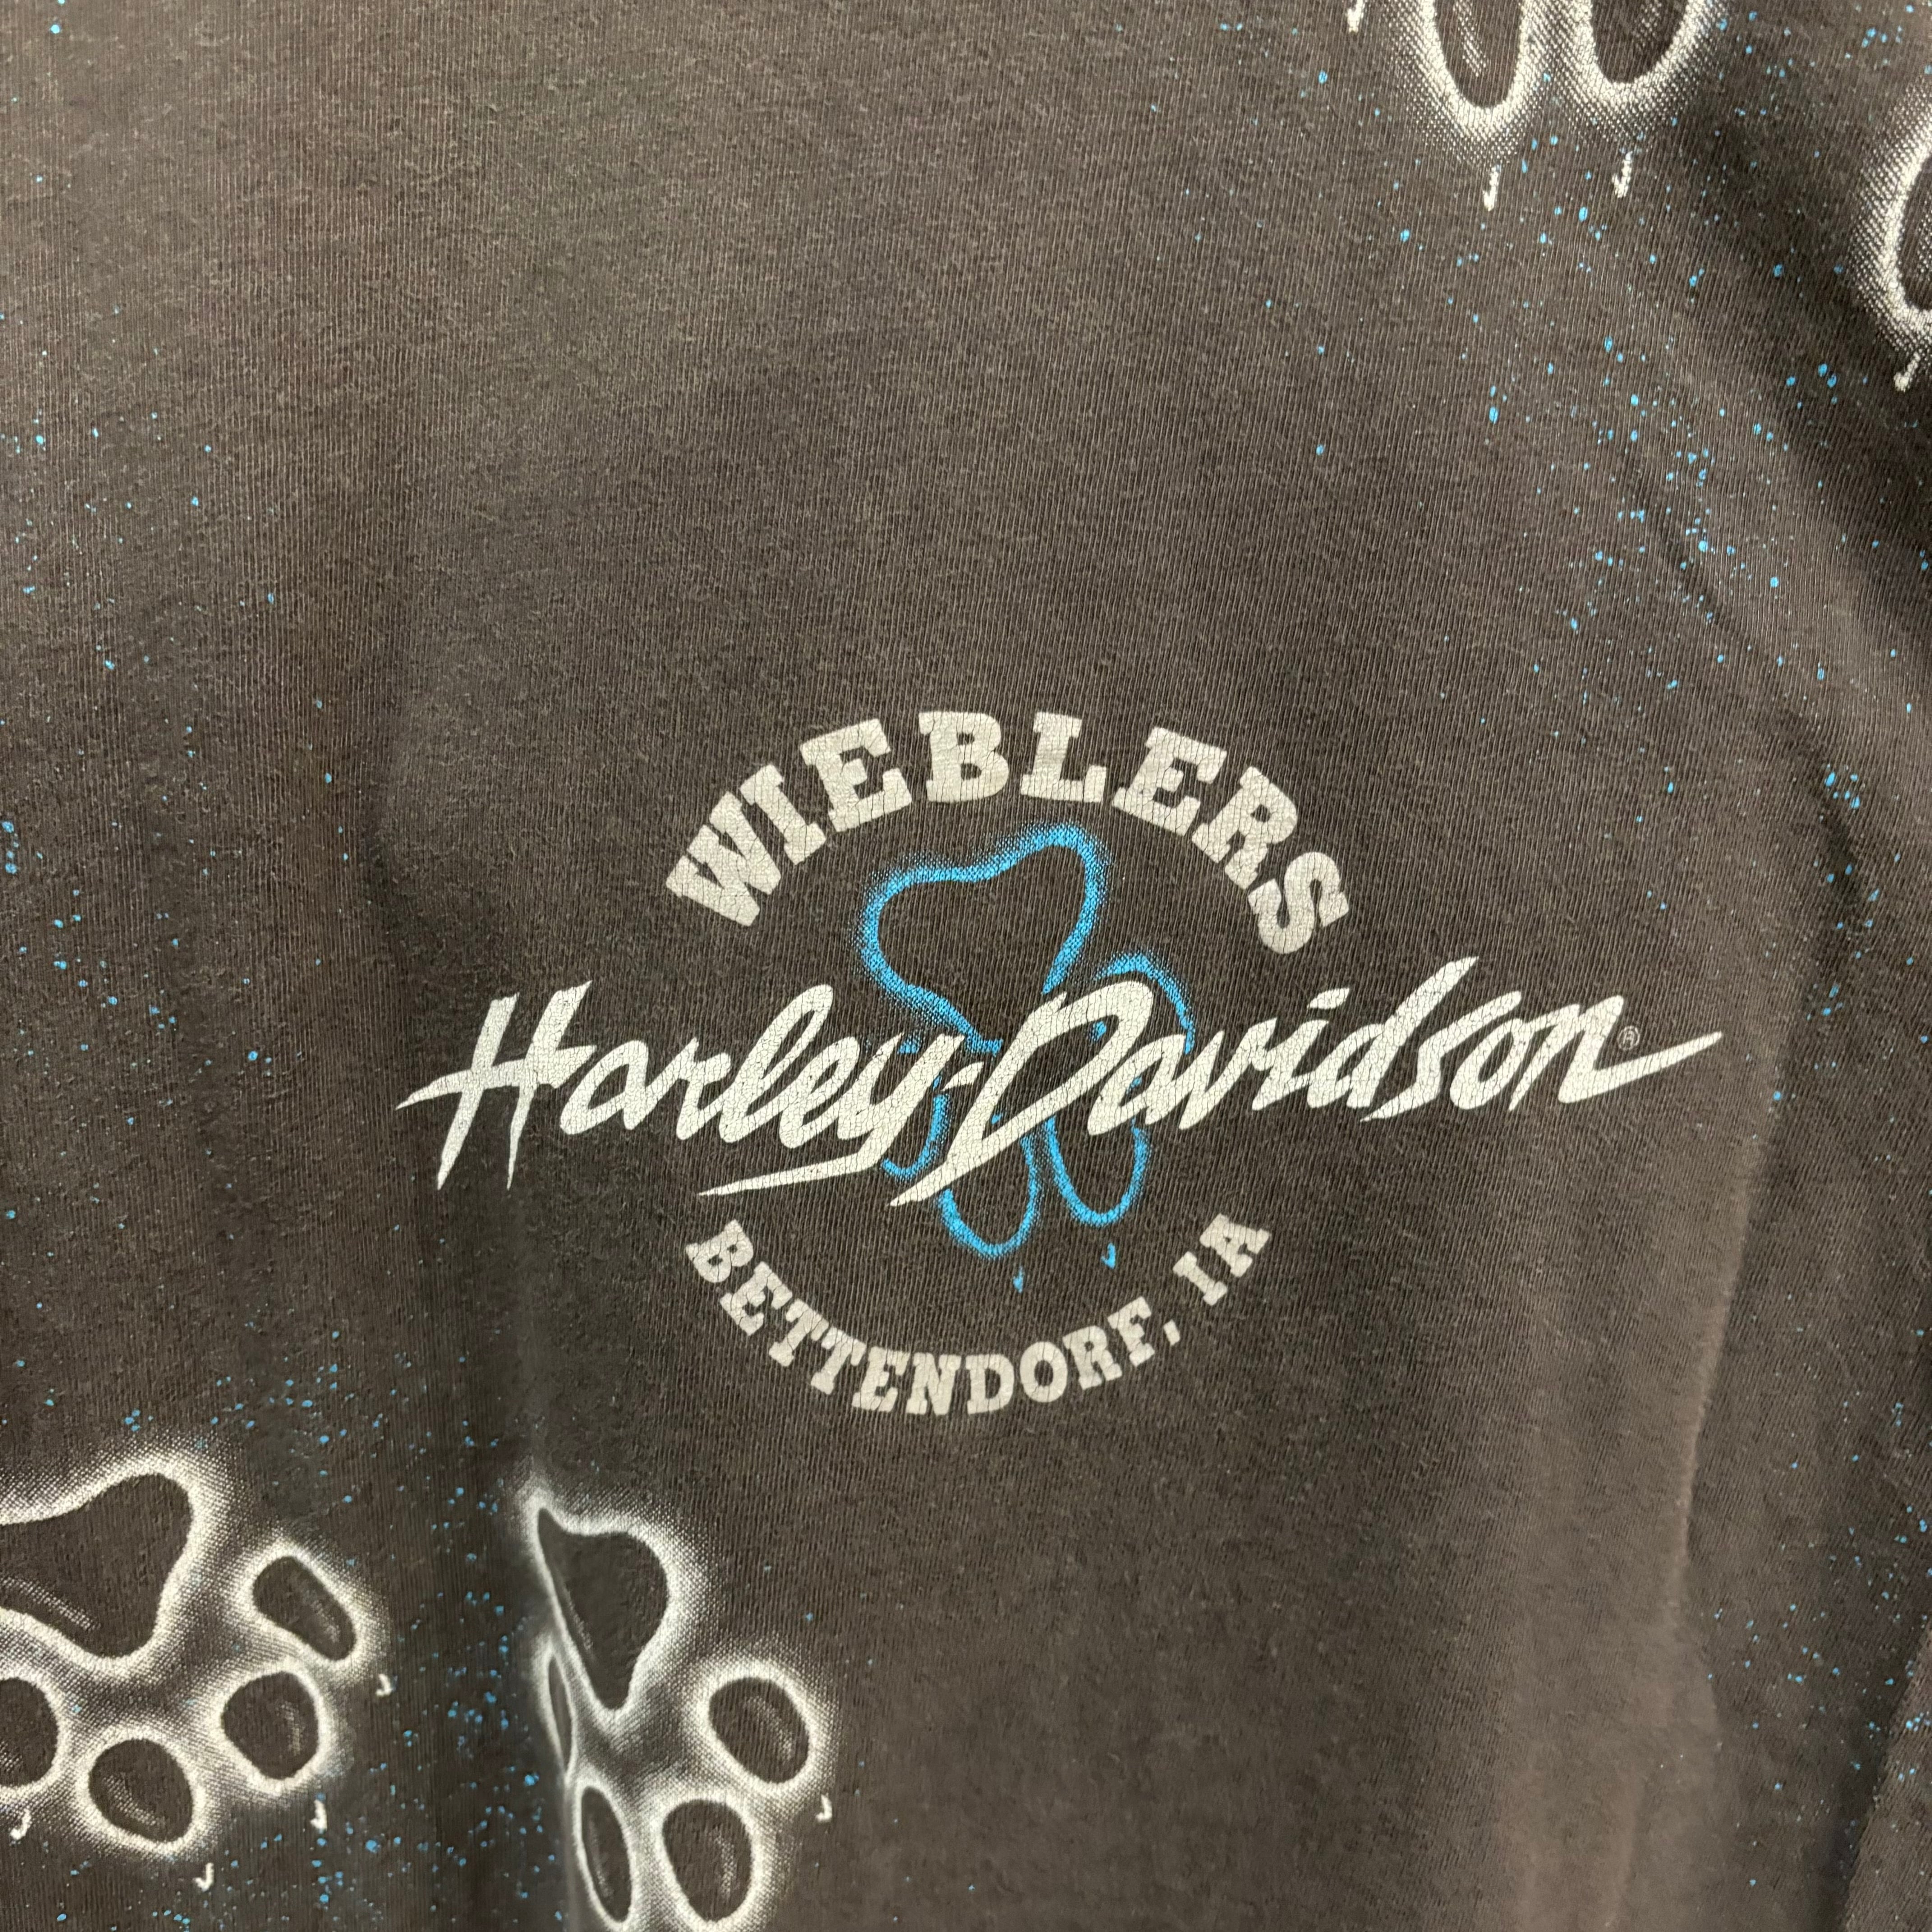 WIEBLERS
Harley-Davidson®
BETTENDORF, IA